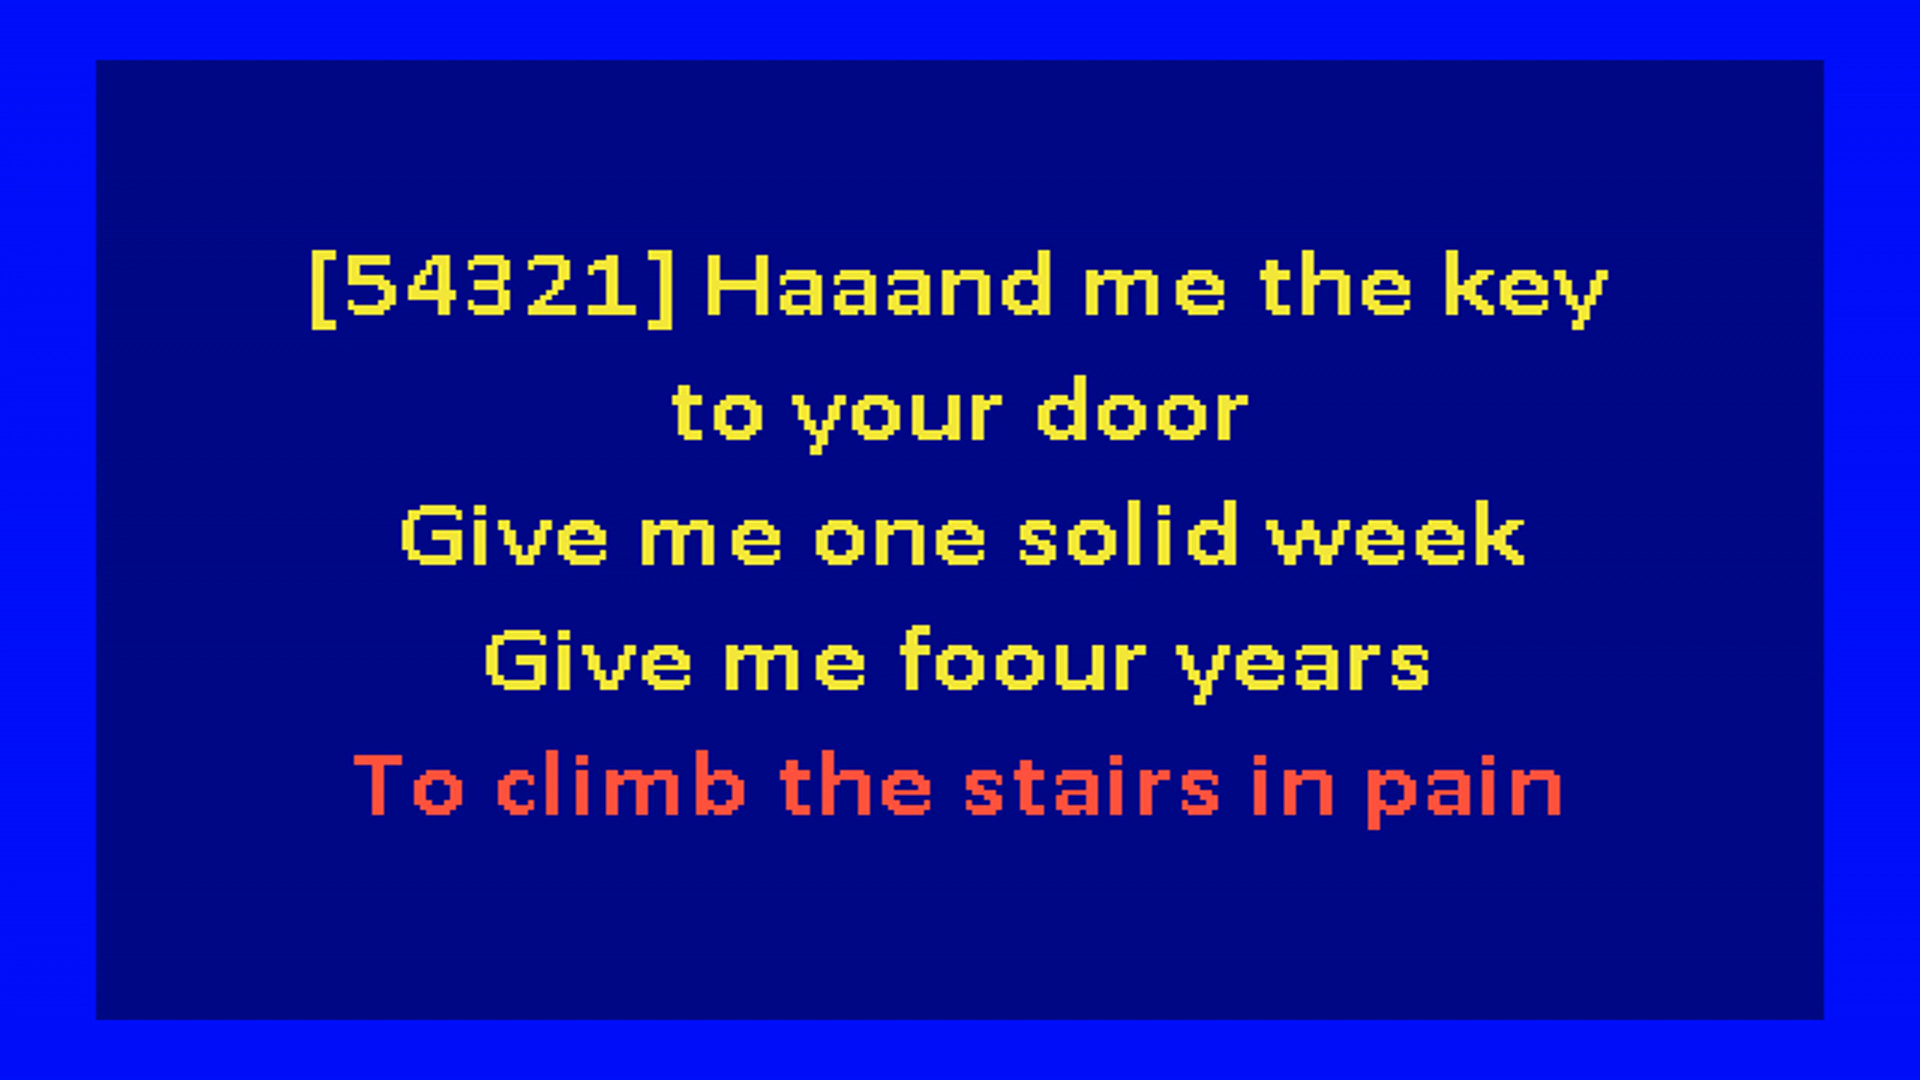 [54321] Haaand me the key
to your door
Give me one solid week
Give me foour years
To climb the stairs in pain